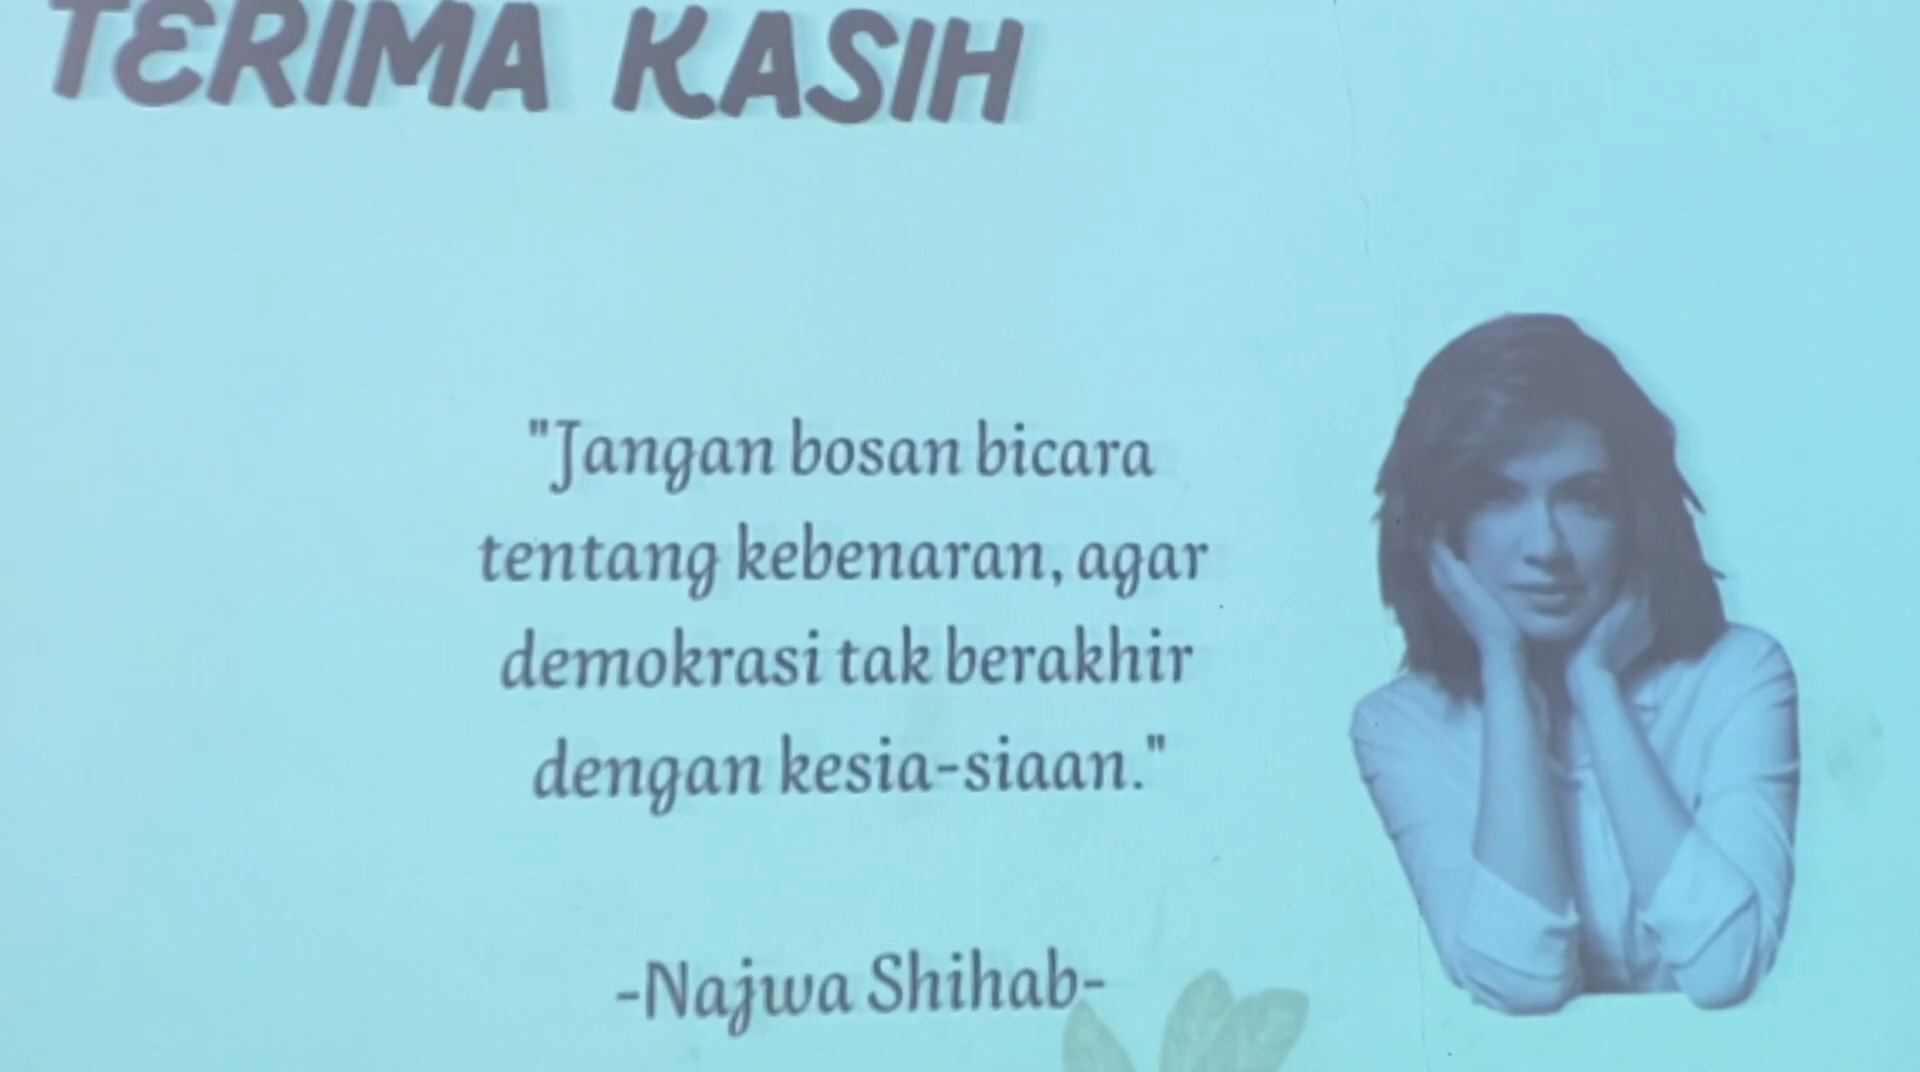 TERIMA KASIH
"Jangan bosan bicara
tentang kebenaran, agar
demokrasi tak berakhir
dengan kesia-siaan."
-Najwa Shihab-